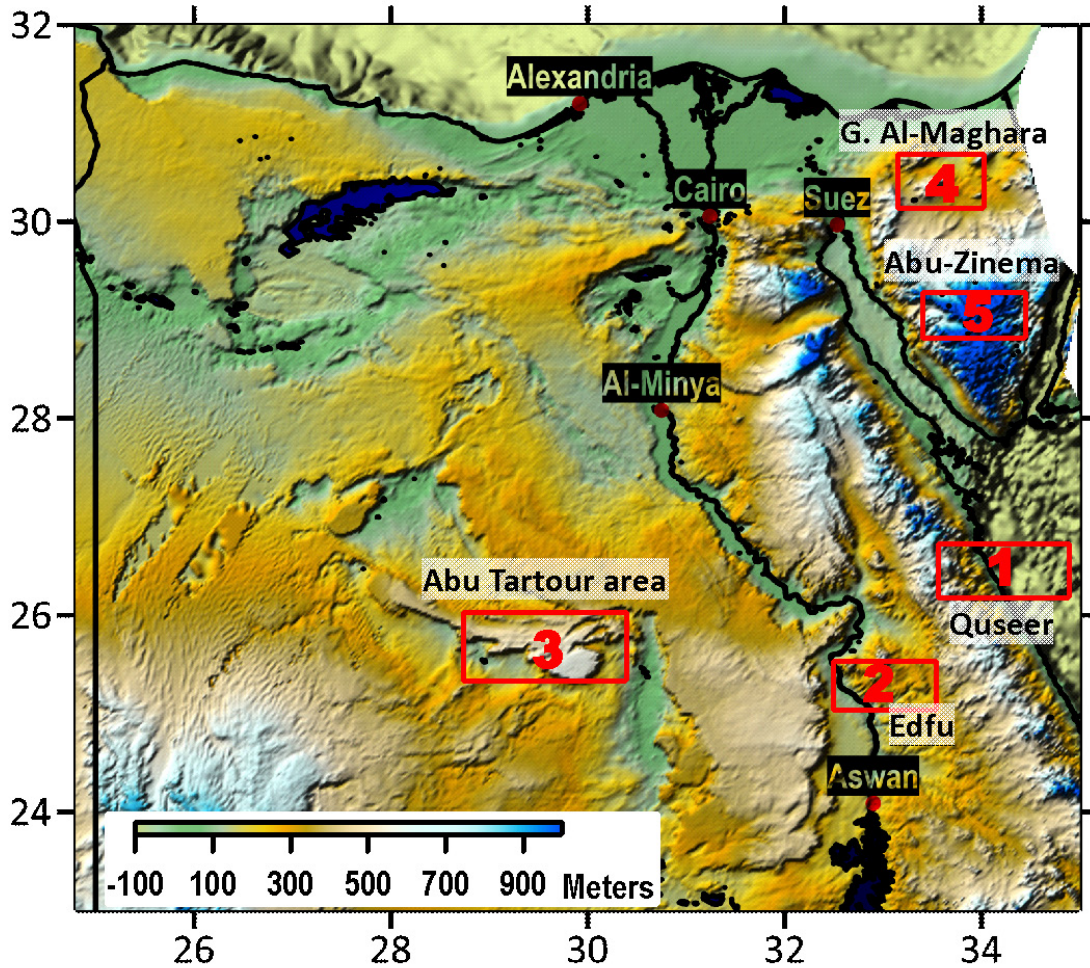 32
Alexandria
G. Al-Maghara
4
Cairo
Suez
30
Abu-Zinema
5
Al-Minya
28
Abu Tartour area
3
1
26
Quseer
2
Edfu
Aswan
24
-100 100 300 500 700 900 Meters
26 28 30 32 34